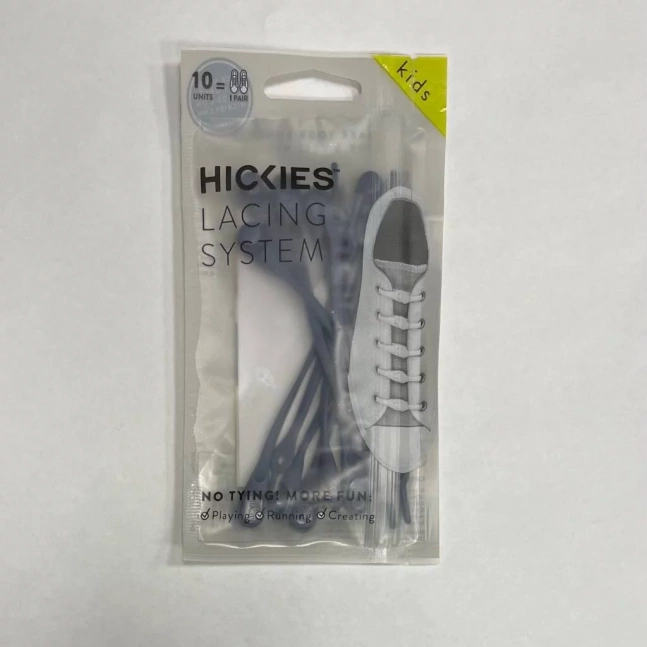 10 =
UNITS 1 PAIR
kids
HICKIES
LACING
SYSTEM
NO TYING! MORE FUN:
Playing Running Creating